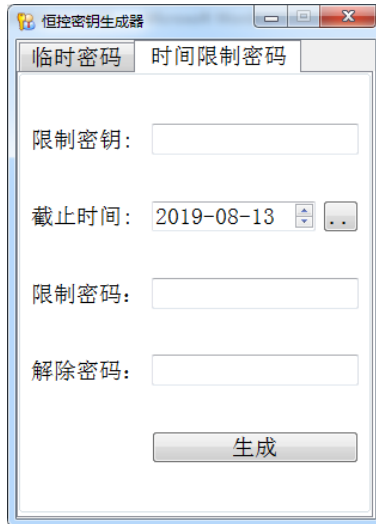 恒控密钥生成器
临时密码 时间限制密码
限制密钥:
截止时间: 2019-08-13 ..
限制密码:
解除密码:
生成